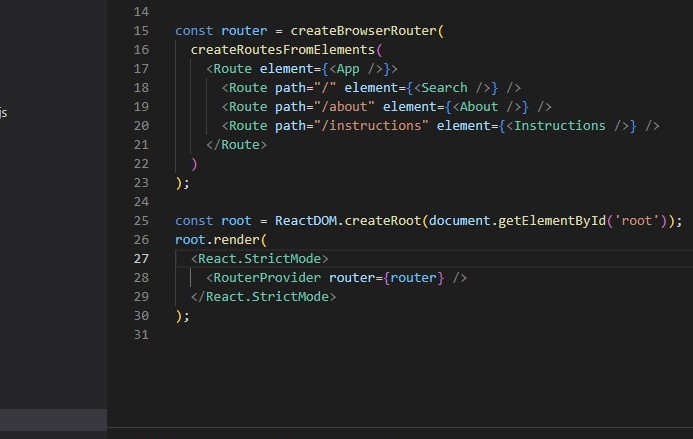 14
15 const router = createBrowserRouter(
16   createRoutesFromElements(
17     <Route element={<App />}>
js
18       <Route path="/" element={<Search />} />
19       <Route path="/about" element={<About />} />
20       <Route path="/instructions" element={<Instructions />} />
21     </Route>
22   )
23 );
24
25 const root = ReactDOM.createRoot(document.getElementById('root'));
26 root.render(
27   <React.StrictMode>
28     <RouterProvider router={router} />
29   </React.StrictMode>
30 );
31